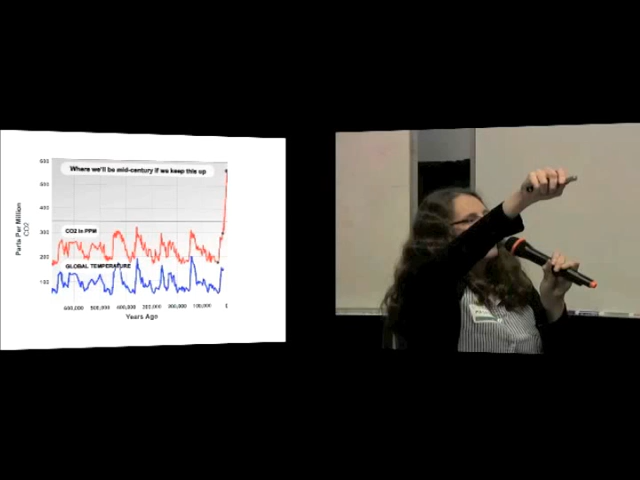 Where we'll be mid-century if we keep this up
600
500
400
300
200
100
Parts Per Million
CO2
CO2 in PPM
GLOBAL TEMPERATURE
600,000
500,000
400,000
300,000
200,000
100,000
0
Years Ago